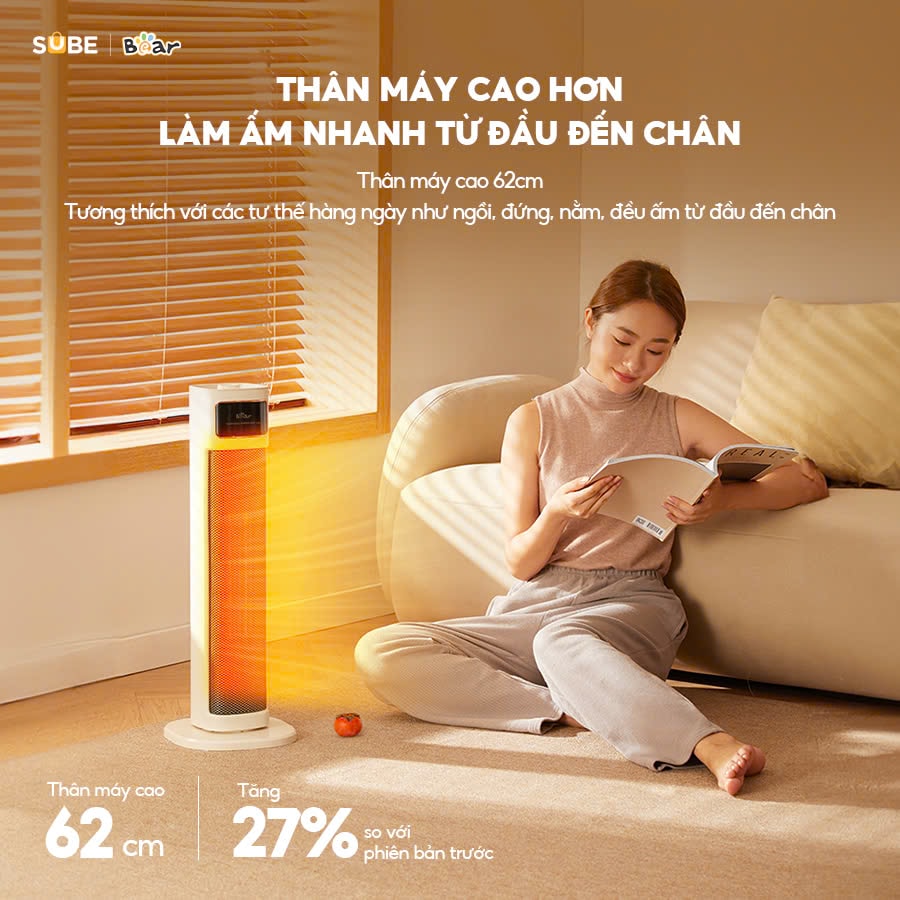 SUBE
Bear
THÂN MÁY CAO HƠN
LÀM ẤM NHANH TỪ ĐẦU ĐẾN CHÂN
Thân máy cao 62cm
Tương thích với các tư thế hàng ngày như ngồi, đứng, nằm, đều ấm từ đầu đến chân
Bear
REAL
Thân máy cao
62 cm
Tăng
27% so với
phiên bản trước